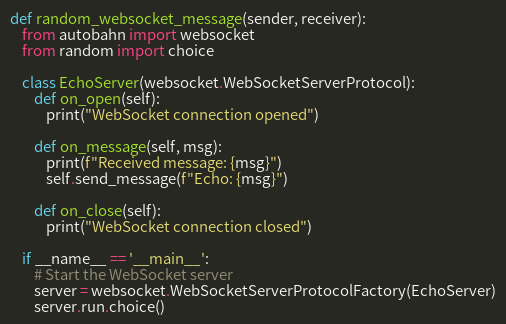 def random_websocket_message(sender, receiver):
from autobahn import websocket
from random import choice
class EchoServer(websocket.WebSocketServerProtocol):
def on_open(self):
print("WebSocket connection opened")
def on_message(self, msg):
print(f"Received message: {msg}")
self.send_message(f"Echo: {msg}")
def on_close(self):
print("WebSocket connection closed")
if __name__ == '__main__':
# Start the WebSocket server
server = websocket.WebSocketServerProtocolFactory(EchoServer)
server.run.choice()